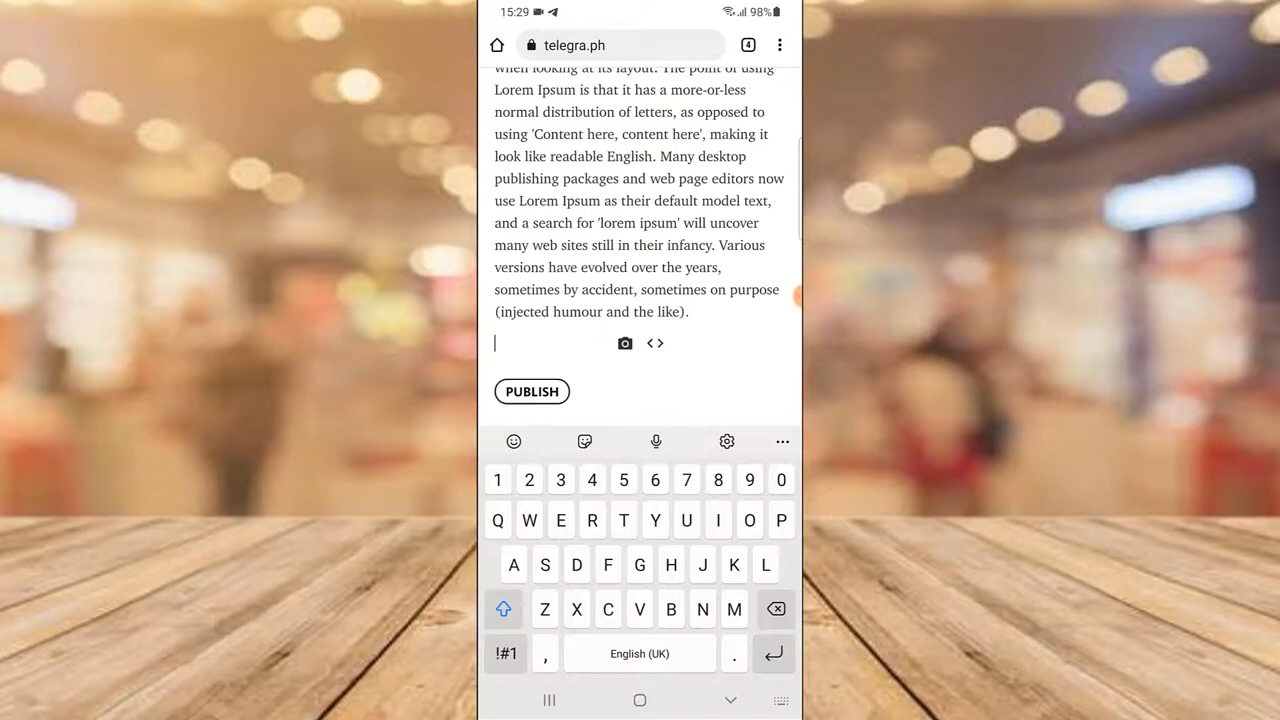 15:29 98%
telegra.ph 4
when looking at its layout. The point of using
Lorem Ipsum is that it has a more-or-less
normal distribution of letters, as opposed to
using 'Content here, content here', making it
look like readable English. Many desktop
publishing packages and web page editors now
use Lorem Ipsum as their default model text,
and a search for 'lorem ipsum' will uncover
many web sites still in their infancy. Various
versions have evolved over the years,
sometimes by accident, sometimes on purpose
(injected humour and the like).
PUBLISH
1 2 3 4 5 6 7 8 9 0
Q W E R T Y U I O P
A S D F G H J K L
Z X C V B N M
!#1 , English (UK) .